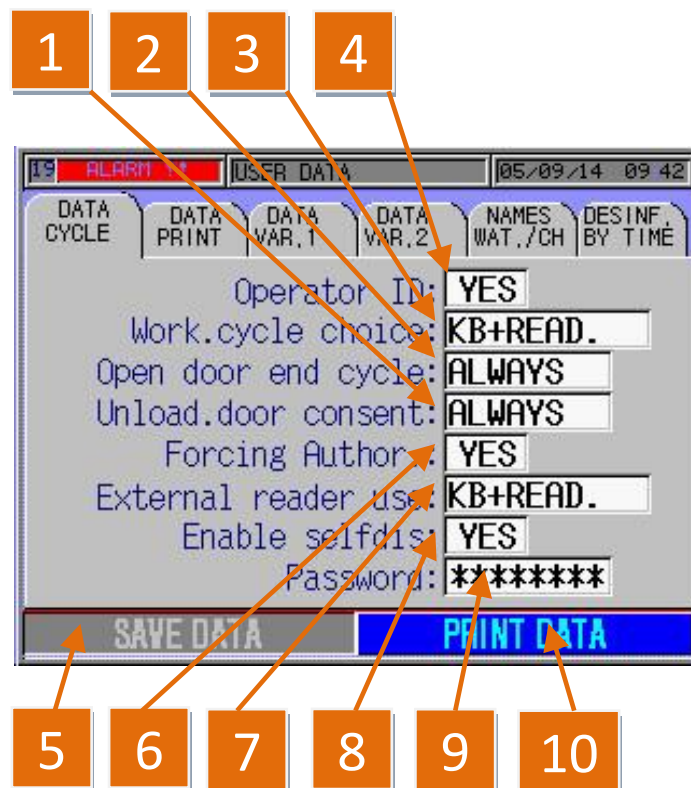 1 2 3 4
19 ALARM USER DATA 05/09/14 09 42
DATA CYCLE DATA PRINT DATA VAR.1 DATA VAR.2 NAMES WAT./CH DESINF. BY TIME
Operator ID: YES
Work.cycle choice: KB+READ.
Open door end cycle: ALWAYS
Unload.door consent: ALWAYS
Forcing Author.: YES
External reader use: KB+READ.
Enable selfdis: YES
Password: ********
SAVE DATA PRINT DATA
5 6 7 8 9 10